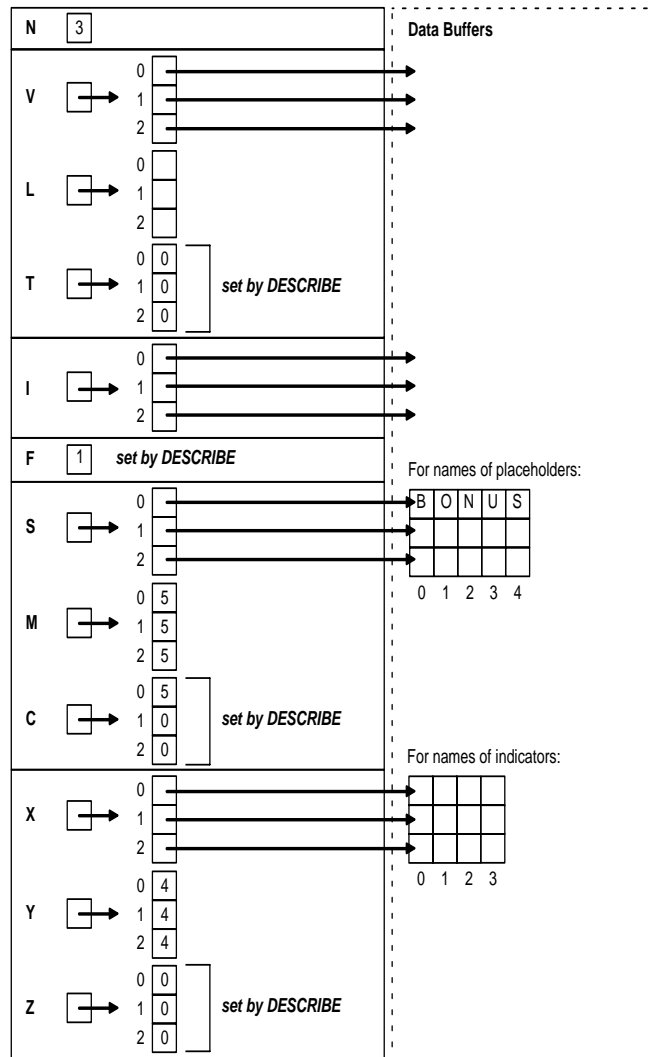 N 3
Data Buffers
0
V 1
2
0
L 1
2
0 0
T 1 0 set by DESCRIBE
2 0
0
I 1
2
F 1 set by DESCRIBE
For names of placeholders:
0 B O N U S
S 1
2
0 1 2 3 4
0 5
M 1 5
2 5
0 5
C 1 0 set by DESCRIBE
2 0
For names of indicators:
0
X 1
2
0 1 2 3
0 4
Y 1 4
2 4
0 0
Z 1 0 set by DESCRIBE
2 0